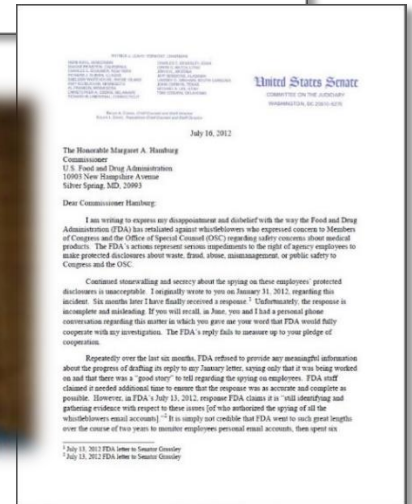 United States Senate
COMMITTEE ON THE JUDICIARY
WASHINGTON, DC 20510-6275
July 16, 2012
The Honorable Margaret A. Hamburg
Commissioner
U.S. Food and Drug Administration
10903 New Hampshire Avenue
Silver Spring, MD, 20993
Dear Commissioner Hamburg:
I am writing to express my disappointment and disbelief with the way the Food and Drug
Administration (FDA) has retaliated against whistleblowers who expressed concern to Members
of Congress and the Office of Special Counsel (OSC) regarding safety concerns about medical
products. The FDA's actions represent serious impediments to the right of agency employees to
make protected disclosures about waste, fraud, abuse, mismanagement, or public safety to
Congress and the OSC.
Continued stonewalling and secrecy about the spying on these employees' protected
disclosures is unacceptable. I originally wrote to you on January 31, 2012, regarding this
incident. Six months later I have finally received a response.1 Unfortunately, the response is
incomplete and misleading. If you will recall, in June, you and I had a personal phone
conversation regarding this matter in which you gave me your word that FDA would fully
cooperate with my investigation. The FDA's reply fails to measure up to your pledge of
cooperation.
Repeatedly over the last six months, FDA refused to provide any meaningful information
about the progress of drafting its reply to my January letter, saying only that it was being worked
on and that there was a "good story" to tell regarding the spying on employees. FDA staff
claimed it needed additional time to ensure that the response was as accurate and complete as
possible. However, in FDA's July 13, 2012, response FDA claims it is "still identifying and
gathering evidence with respect to these issues [of who authorized the spying of all the
whistleblowers email accounts]."2 It is simply not credible that FDA went to such great lengths
over the course of two years to monitor employees personal email accounts, then spent six
1 July 13, 2012 FDA letter to Senator Grassley
2 July 13, 2012 FDA letter to Senator Grassley